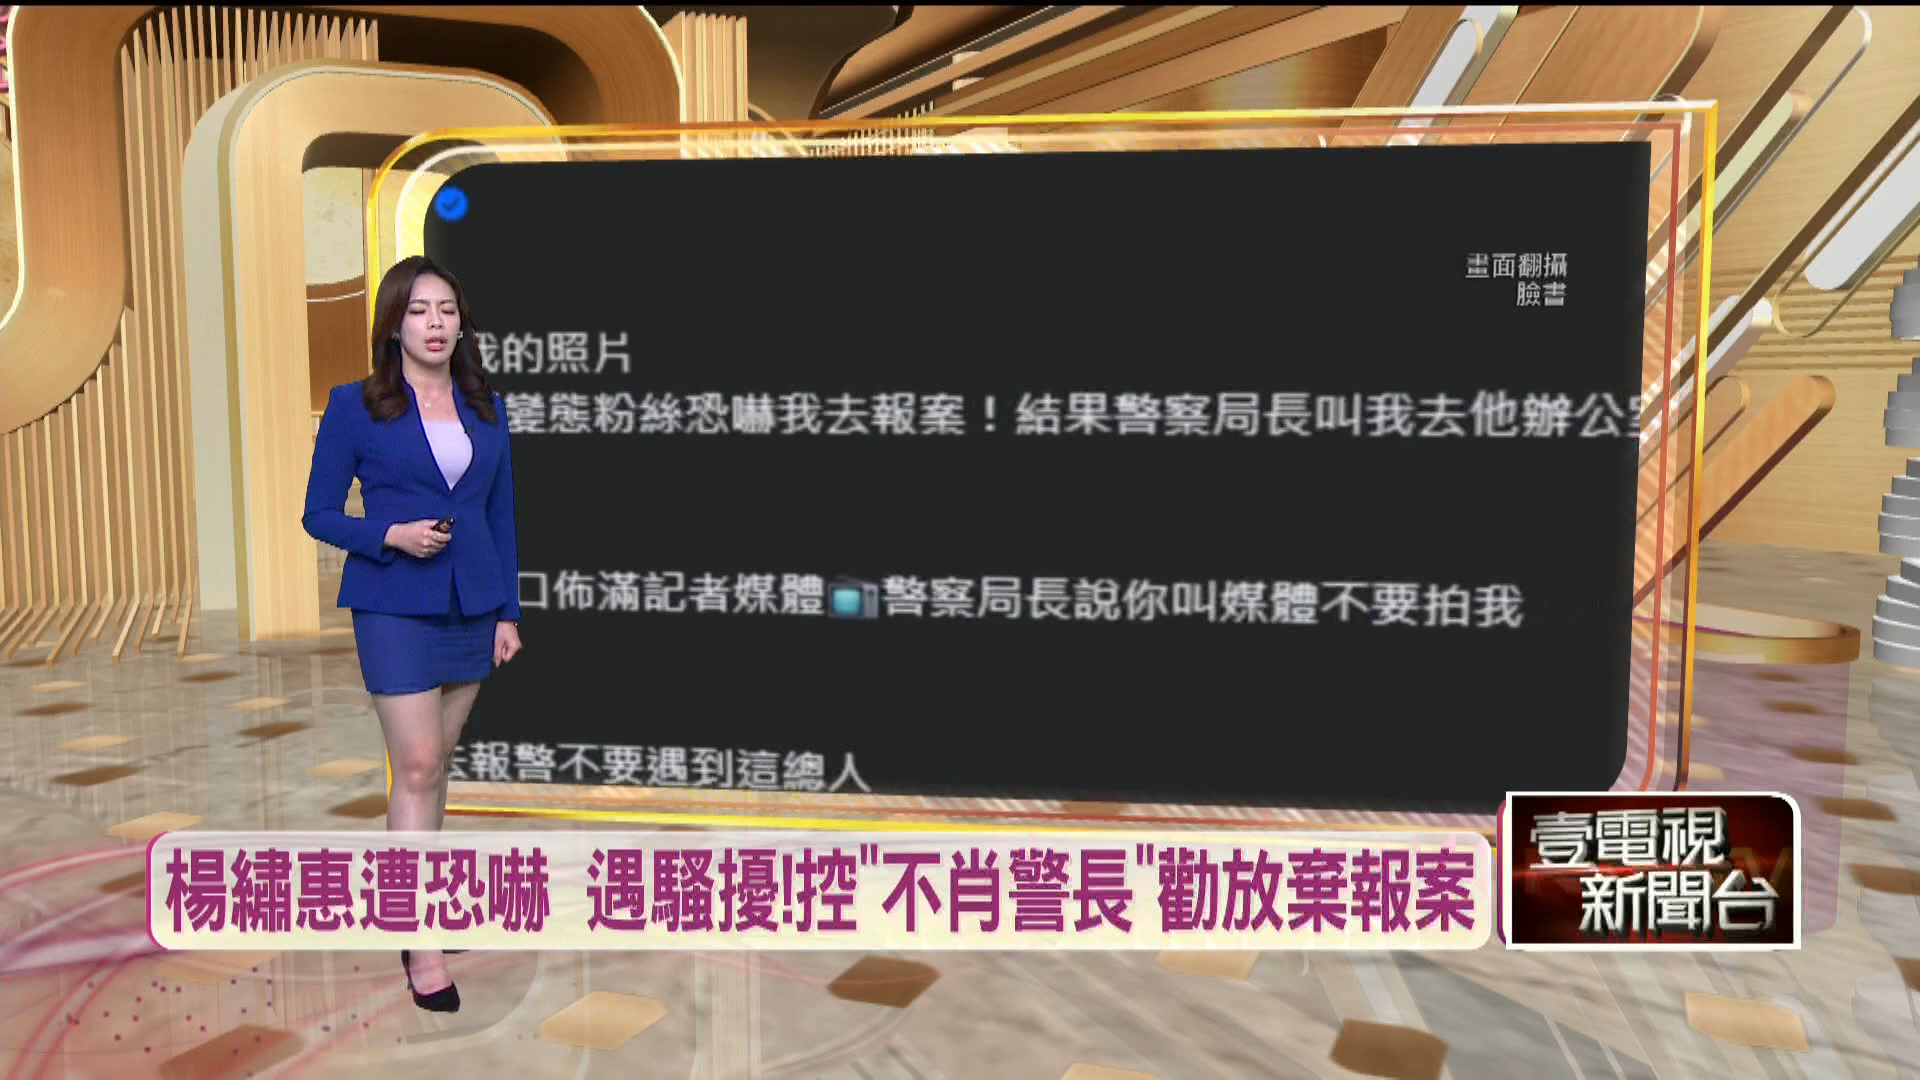 畫面翻攝
臉書
我的照片
變態粉絲恐嚇我去報案！結果警察局長叫我去他辦公室
口佈滿記者媒體📺警察局長說你叫媒體不要拍我
去報警不要遇到這總人
楊繡惠遭恐嚇 遇騷擾!控"不肖警長"勸放棄報案
壹電視
新聞台